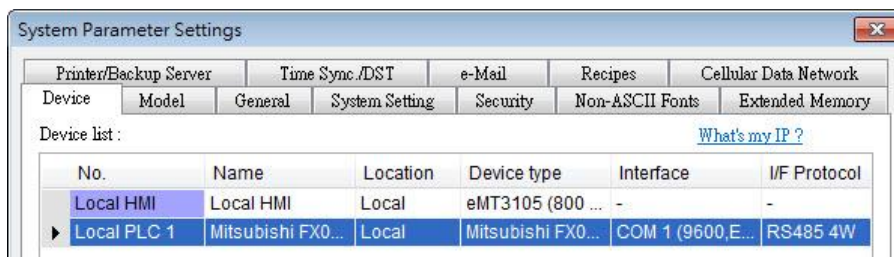 System Parameter Settings
Printer/Backup Server Time Sync./DST e-Mail Recipes Cellular Data Network
Device Model General System Setting Security Non-ASCII Fonts Extended Memory
Device list : What's my IP ?
No. Name Location Device type Interface I/F Protocol
Local HMI Local HMI Local eMT3105 (800 ... - -
Local PLC 1 Mitsubishi FX0... Local Mitsubishi FX0... COM 1 (9600,E... RS485 4W